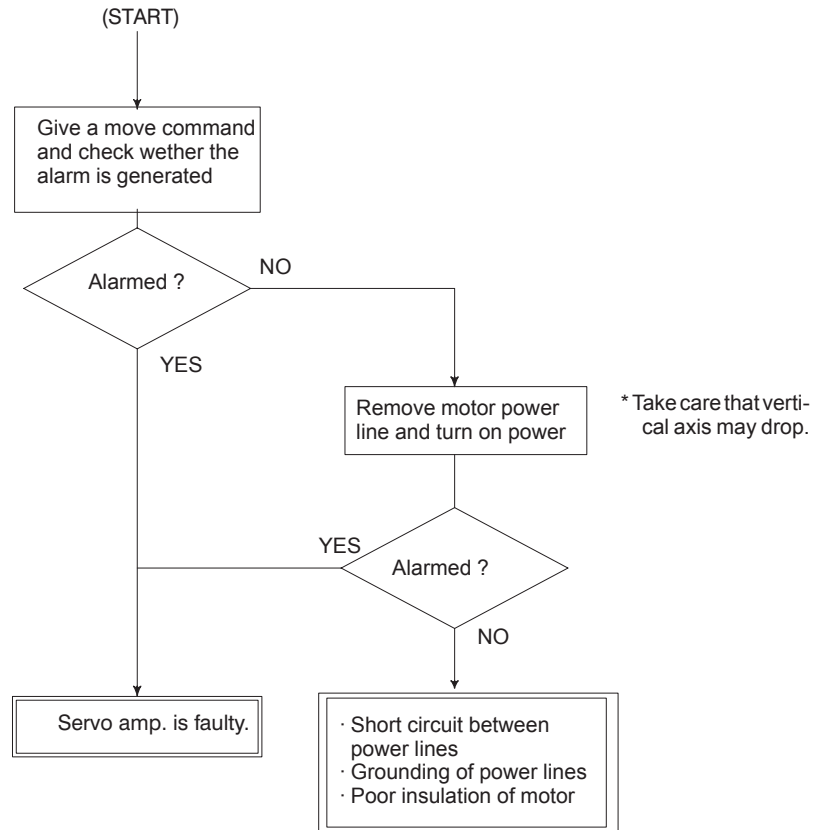 (START)
Give a move command
and check wether the
alarm is generated
Alarmed ?
NO
YES
Remove motor power
line and turn on power
* Take care that verti-
cal axis may drop.
YES
Alarmed ?
NO
Servo amp. is faulty.
· Short circuit between
power lines
· Grounding of power lines
· Poor insulation of motor